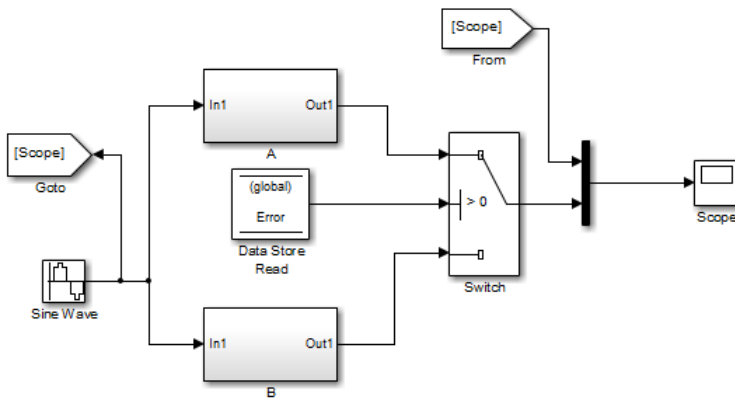 [Scope]
From
In1
Out1
A
[Scope]
Goto
(global)
Error
> 0
Data Store
Read
Scope
Switch
Sine Wave
In1
Out1
B